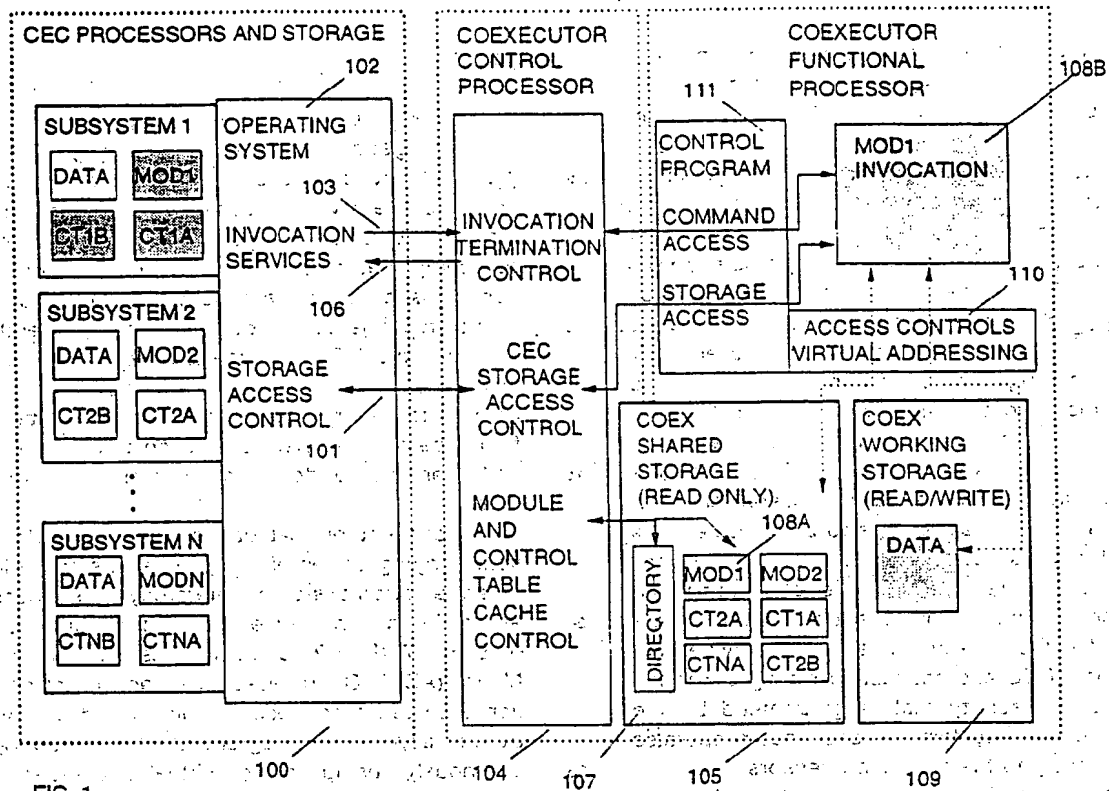 CEC PROCESSORS AND STORAGE
102
SUBSYSTEM 1
DATA
MOD1
CT1B
CT1A
OPERATING
SYSTEM
103
INVOCATION
SERVICES
106
SUBSYSTEM 2
DATA
MOD2
CT2B
CT2A
STORAGE
ACCESS
CONTROL
101
SUBSYSTEM N
DATA
MODN
CTNB
CTNA
100
COEXECUTOR
CONTROL
PROCESSOR
INVOCATION
TERMINATION
CONTROL
CEC
STORAGE
ACCESS
CONTROL
MODULE
AND
CONTROL
TABLE
CACHE
CONTROL
104
COEXECUTOR
FUNCTIONAL
PROCESSOR
108B
111
CONTROL
PROGRAM
COMMAND
ACCESS
STORAGE
ACCESS
MOD1
INVOCATION
110
ACCESS CONTROLS
VIRTUAL ADDRESSING
COEX
SHARED
STORAGE
(READ ONLY)
108A
DIRECTORY
MOD1
MOD2
CT2A
CT1A
CTNA
CT2B
107
105
COEX
WORKING
STORAGE
(READ/WRITE)
DATA
109
FIG. 1